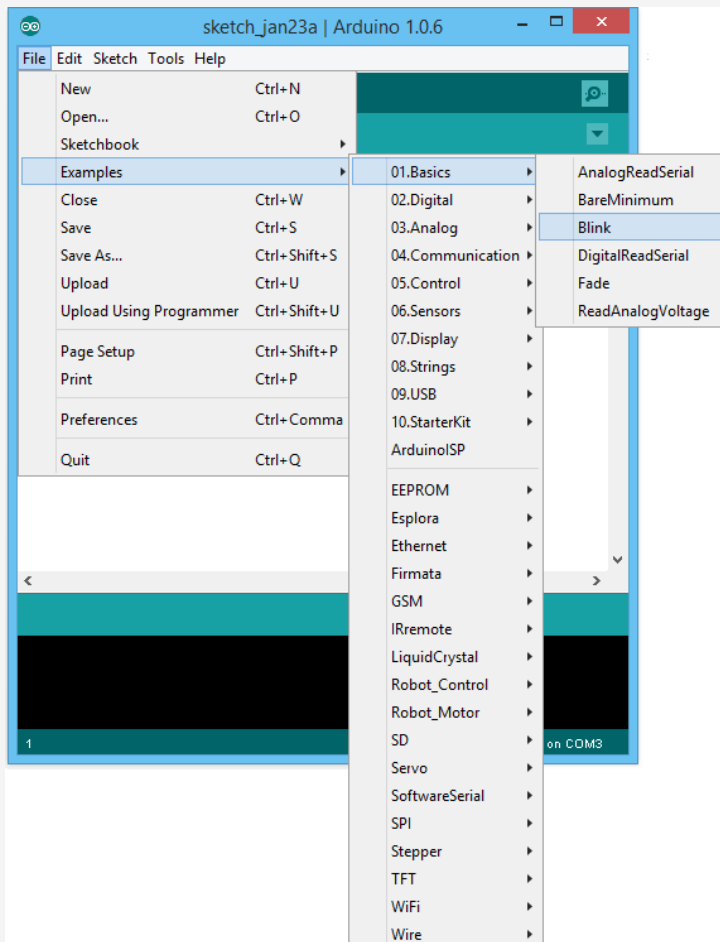 sketch_jan23a | Arduino 1.0.6
File Edit Sketch Tools Help
New Ctrl+N
Open... Ctrl+O
Sketchbook
Examples
Close Ctrl+W
Save Ctrl+S
Save As... Ctrl+Shift+S
Upload Ctrl+U
Upload Using Programmer Ctrl+Shift+U
Page Setup Ctrl+Shift+P
Print Ctrl+P
Preferences Ctrl+Comma
Quit Ctrl+Q
01.Basics
02.Digital
03.Analog
04.Communication
05.Control
06.Sensors
07.Display
08.Strings
09.USB
10.StarterKit
ArduinoISP
EEPROM
Esplora
Ethernet
Firmata
GSM
IRremote
LiquidCrystal
Robot_Control
Robot_Motor
SD
Servo
SoftwareSerial
SPI
Stepper
TFT
WiFi
Wire
AnalogReadSerial
BareMinimum
Blink
DigitalReadSerial
Fade
ReadAnalogVoltage
1 on COM3